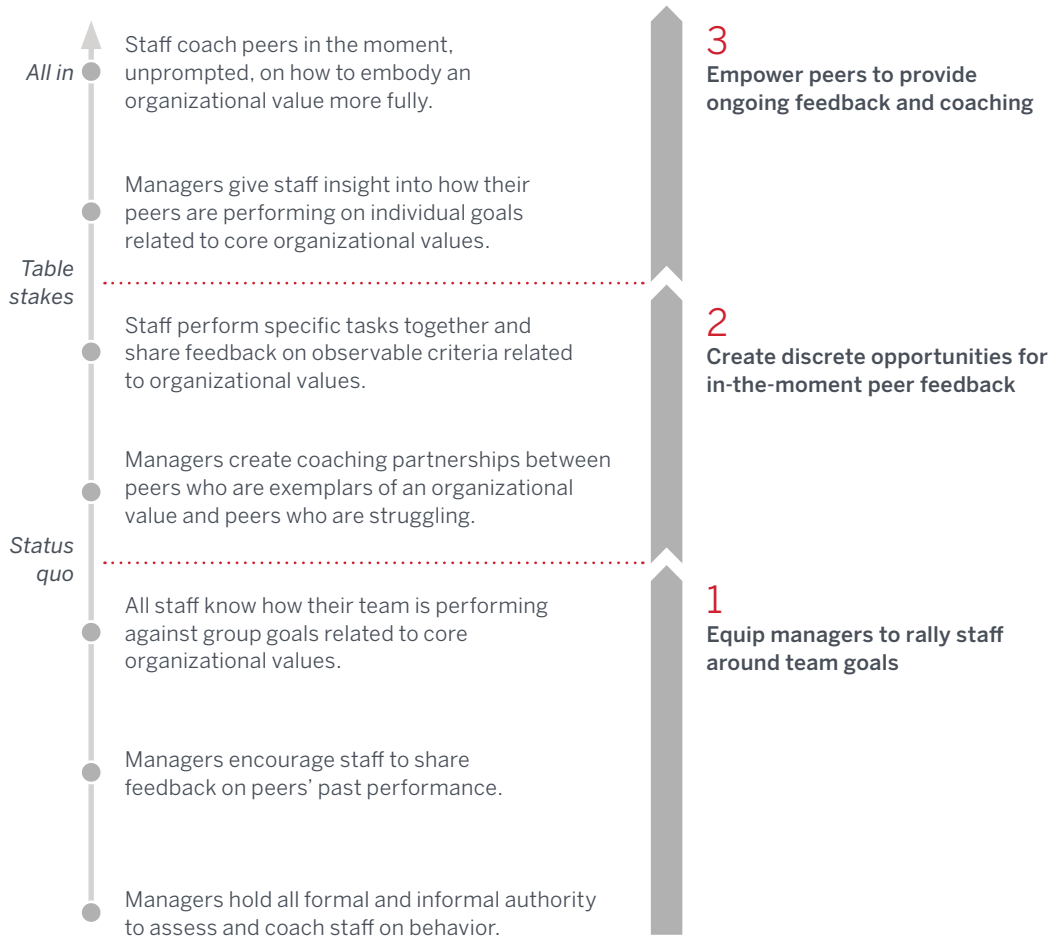 All in
Staff coach peers in the moment,
unprompted, on how to embody an
organizational value more fully.
3
Empower peers to provide
ongoing feedback and coaching
Managers give staff insight into how their
peers are performing on individual goals
related to core organizational values.
Table
stakes
Staff perform specific tasks together and
share feedback on observable criteria related
to organizational values.
2
Create discrete opportunities for
in-the-moment peer feedback
Managers create coaching partnerships between
peers who are exemplars of an organizational
value and peers who are struggling.
Status
quo
All staff know how their team is performing
against group goals related to core
organizational values.
1
Equip managers to rally staff
around team goals
Managers encourage staff to share
feedback on peers’ past performance.
Managers hold all formal and informal authority
to assess and coach staff on behavior.